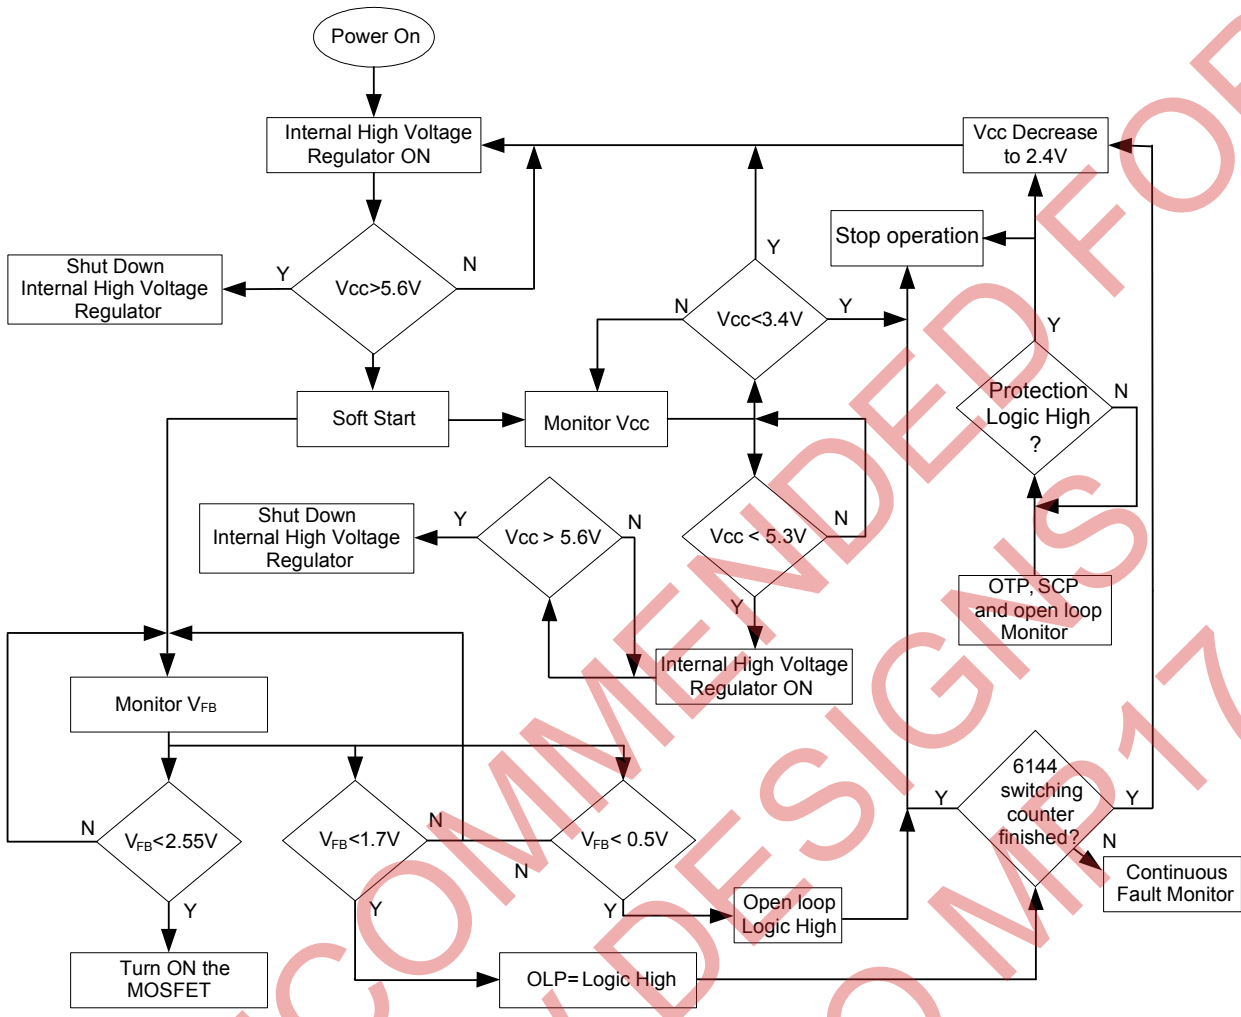 Power On
Internal High Voltage
Regulator ON
Vcc Decrease
to 2.4V
Stop operation
Y
Shut Down
Internal High Voltage
Regulator
Y
Vcc>5.6V
N
N
Vcc<3.4V
Y
Y
Protection
Logic High
?
N
Soft Start
Monitor Vcc
Shut Down
Internal High Voltage
Regulator
Y
Vcc > 5.6V
N
Vcc < 5.3V
N
Y
OTP, SCP
and open loop
Monitor
Internal High Voltage
Regulator ON
Monitor VFB
N
VFB<2.55V
Y
VFB<1.7V
N
Y
N
VFB< 0.5V
Y
Y
6144
switching
counter
finished?
Y
N
Continuous
Fault Monitor
Open loop
Logic High
Turn ON the
MOSFET
OLP=Logic High
COMMENDED FOR
DESIGNS
O MP17